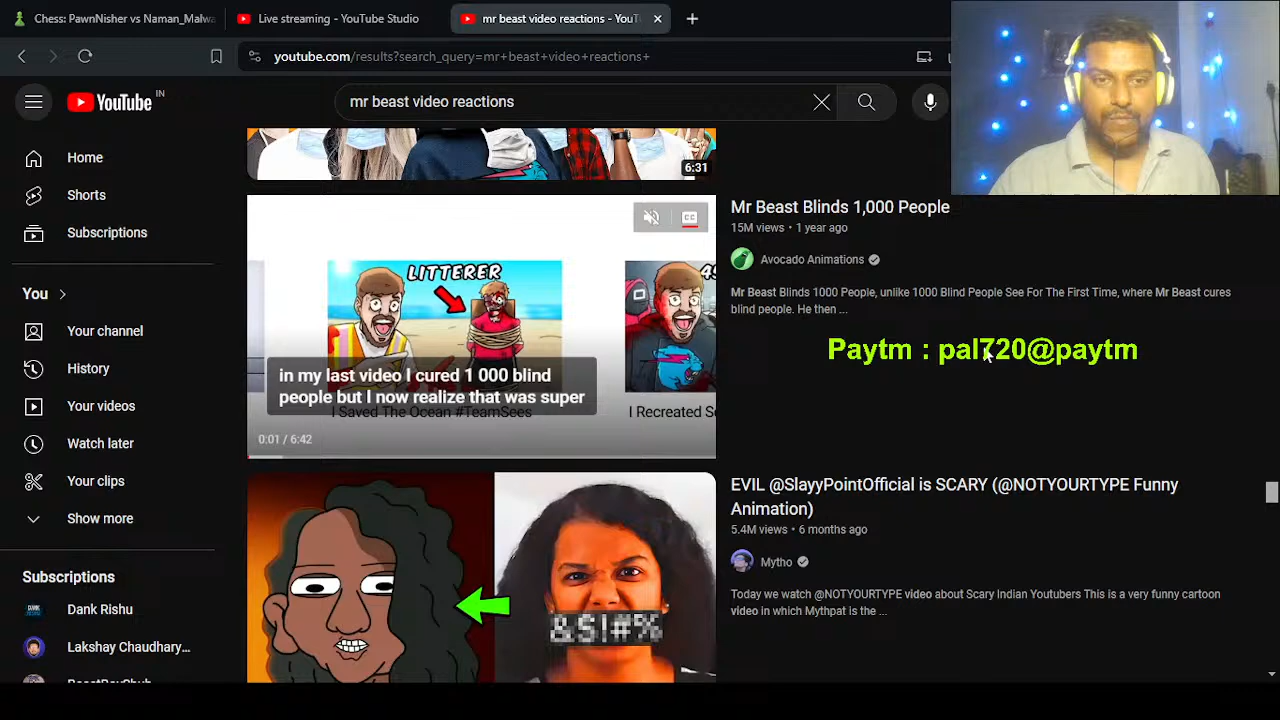 Chess: PawnNisher vs Naman_Malwa
Live streaming - YouTube Studio
mr beast video reactions - YouT
youtube.com/results?search_query=mr+beast+video+reactions+
YouTube IN
mr beast video reactions
Home
Shorts
Subscriptions
You
Your channel
History
Your videos
Watch later
Your clips
Show more
Subscriptions
Dank Rishu
Lakshay Chaudhary...
6:31
CC
LITTERER
in my last video I cured 1 000 blind
people but I now realize that was super
I Saved The Ocean #TeamSees
I Recreated S
0:01 / 6:42
Mr Beast Blinds 1,000 People
15M views • 1 year ago
Avocado Animations
Mr Beast Blinds 1000 People, unlike 1000 Blind People See For The First Time, where Mr Beast cures
blind people. He then ...
Paytm : pal720@paytm
&S!#%
EVIL @SlayyPointOfficial is SCARY (@NOTYOURTYPE Funny
Animation)
5.4M views • 6 months ago
Mytho
Today we watch @NOTYOURTYPE video about Scary Indian Youtubers This is a very funny cartoon
video in which Mythpat is the ...